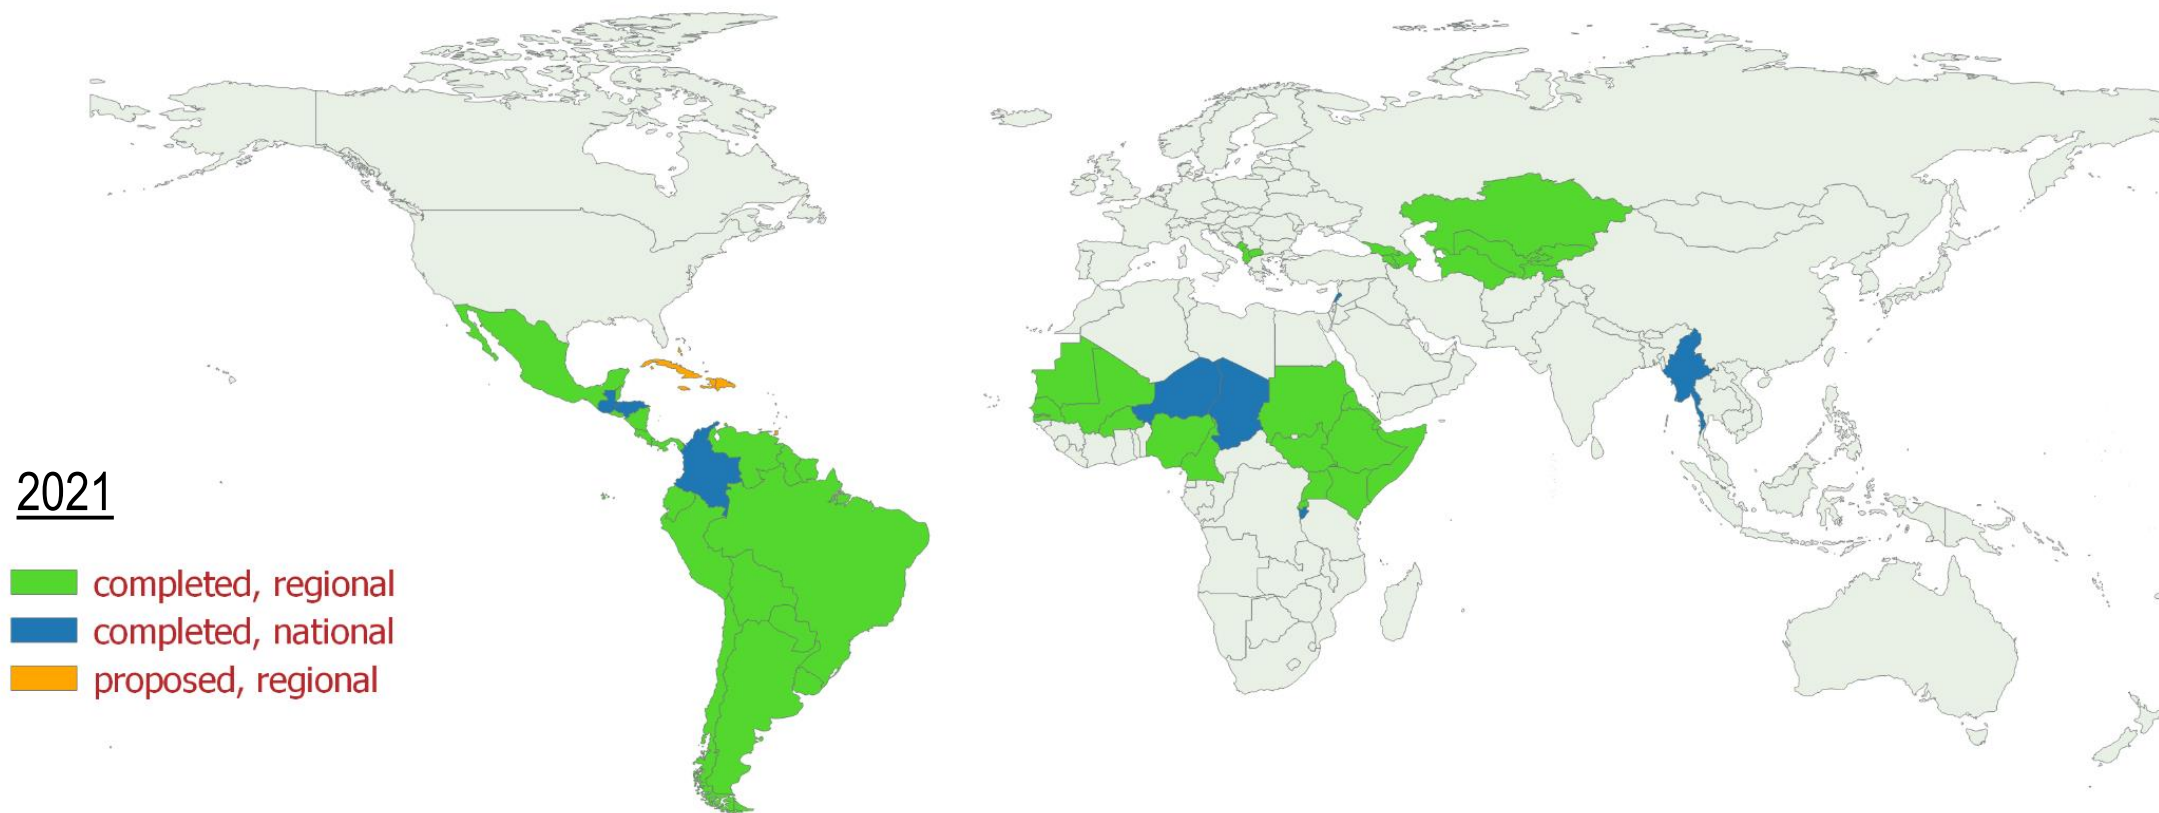 2021
completed, regional
completed, national
proposed, regional